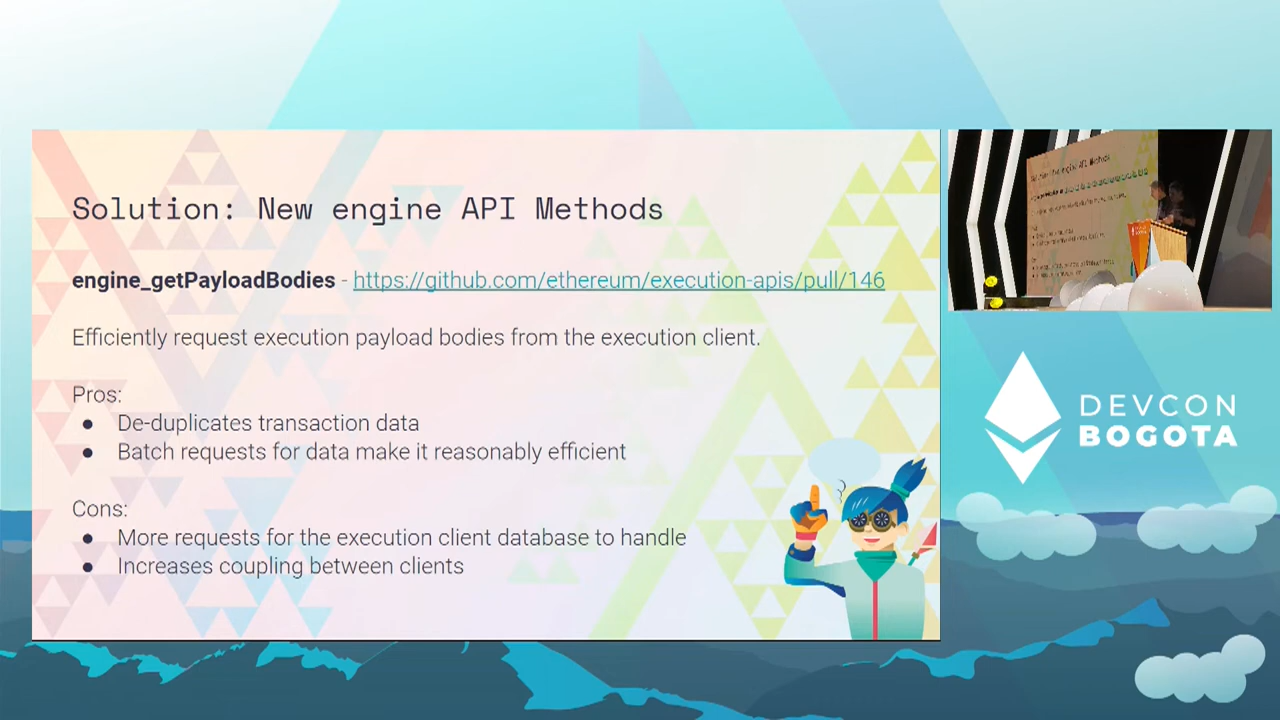 Solution: New engine API Methods
engine_getPayloadBodies - https://github.com/ethereum/execution-apis/pull/146
Efficiently request execution payload bodies from the execution client.
Pros:
● De-duplicates transaction data
● Batch requests for data make it reasonably efficient
Cons:
● More requests for the execution client database to handle
● Increases coupling between clients
DEVCON
BOGOTA